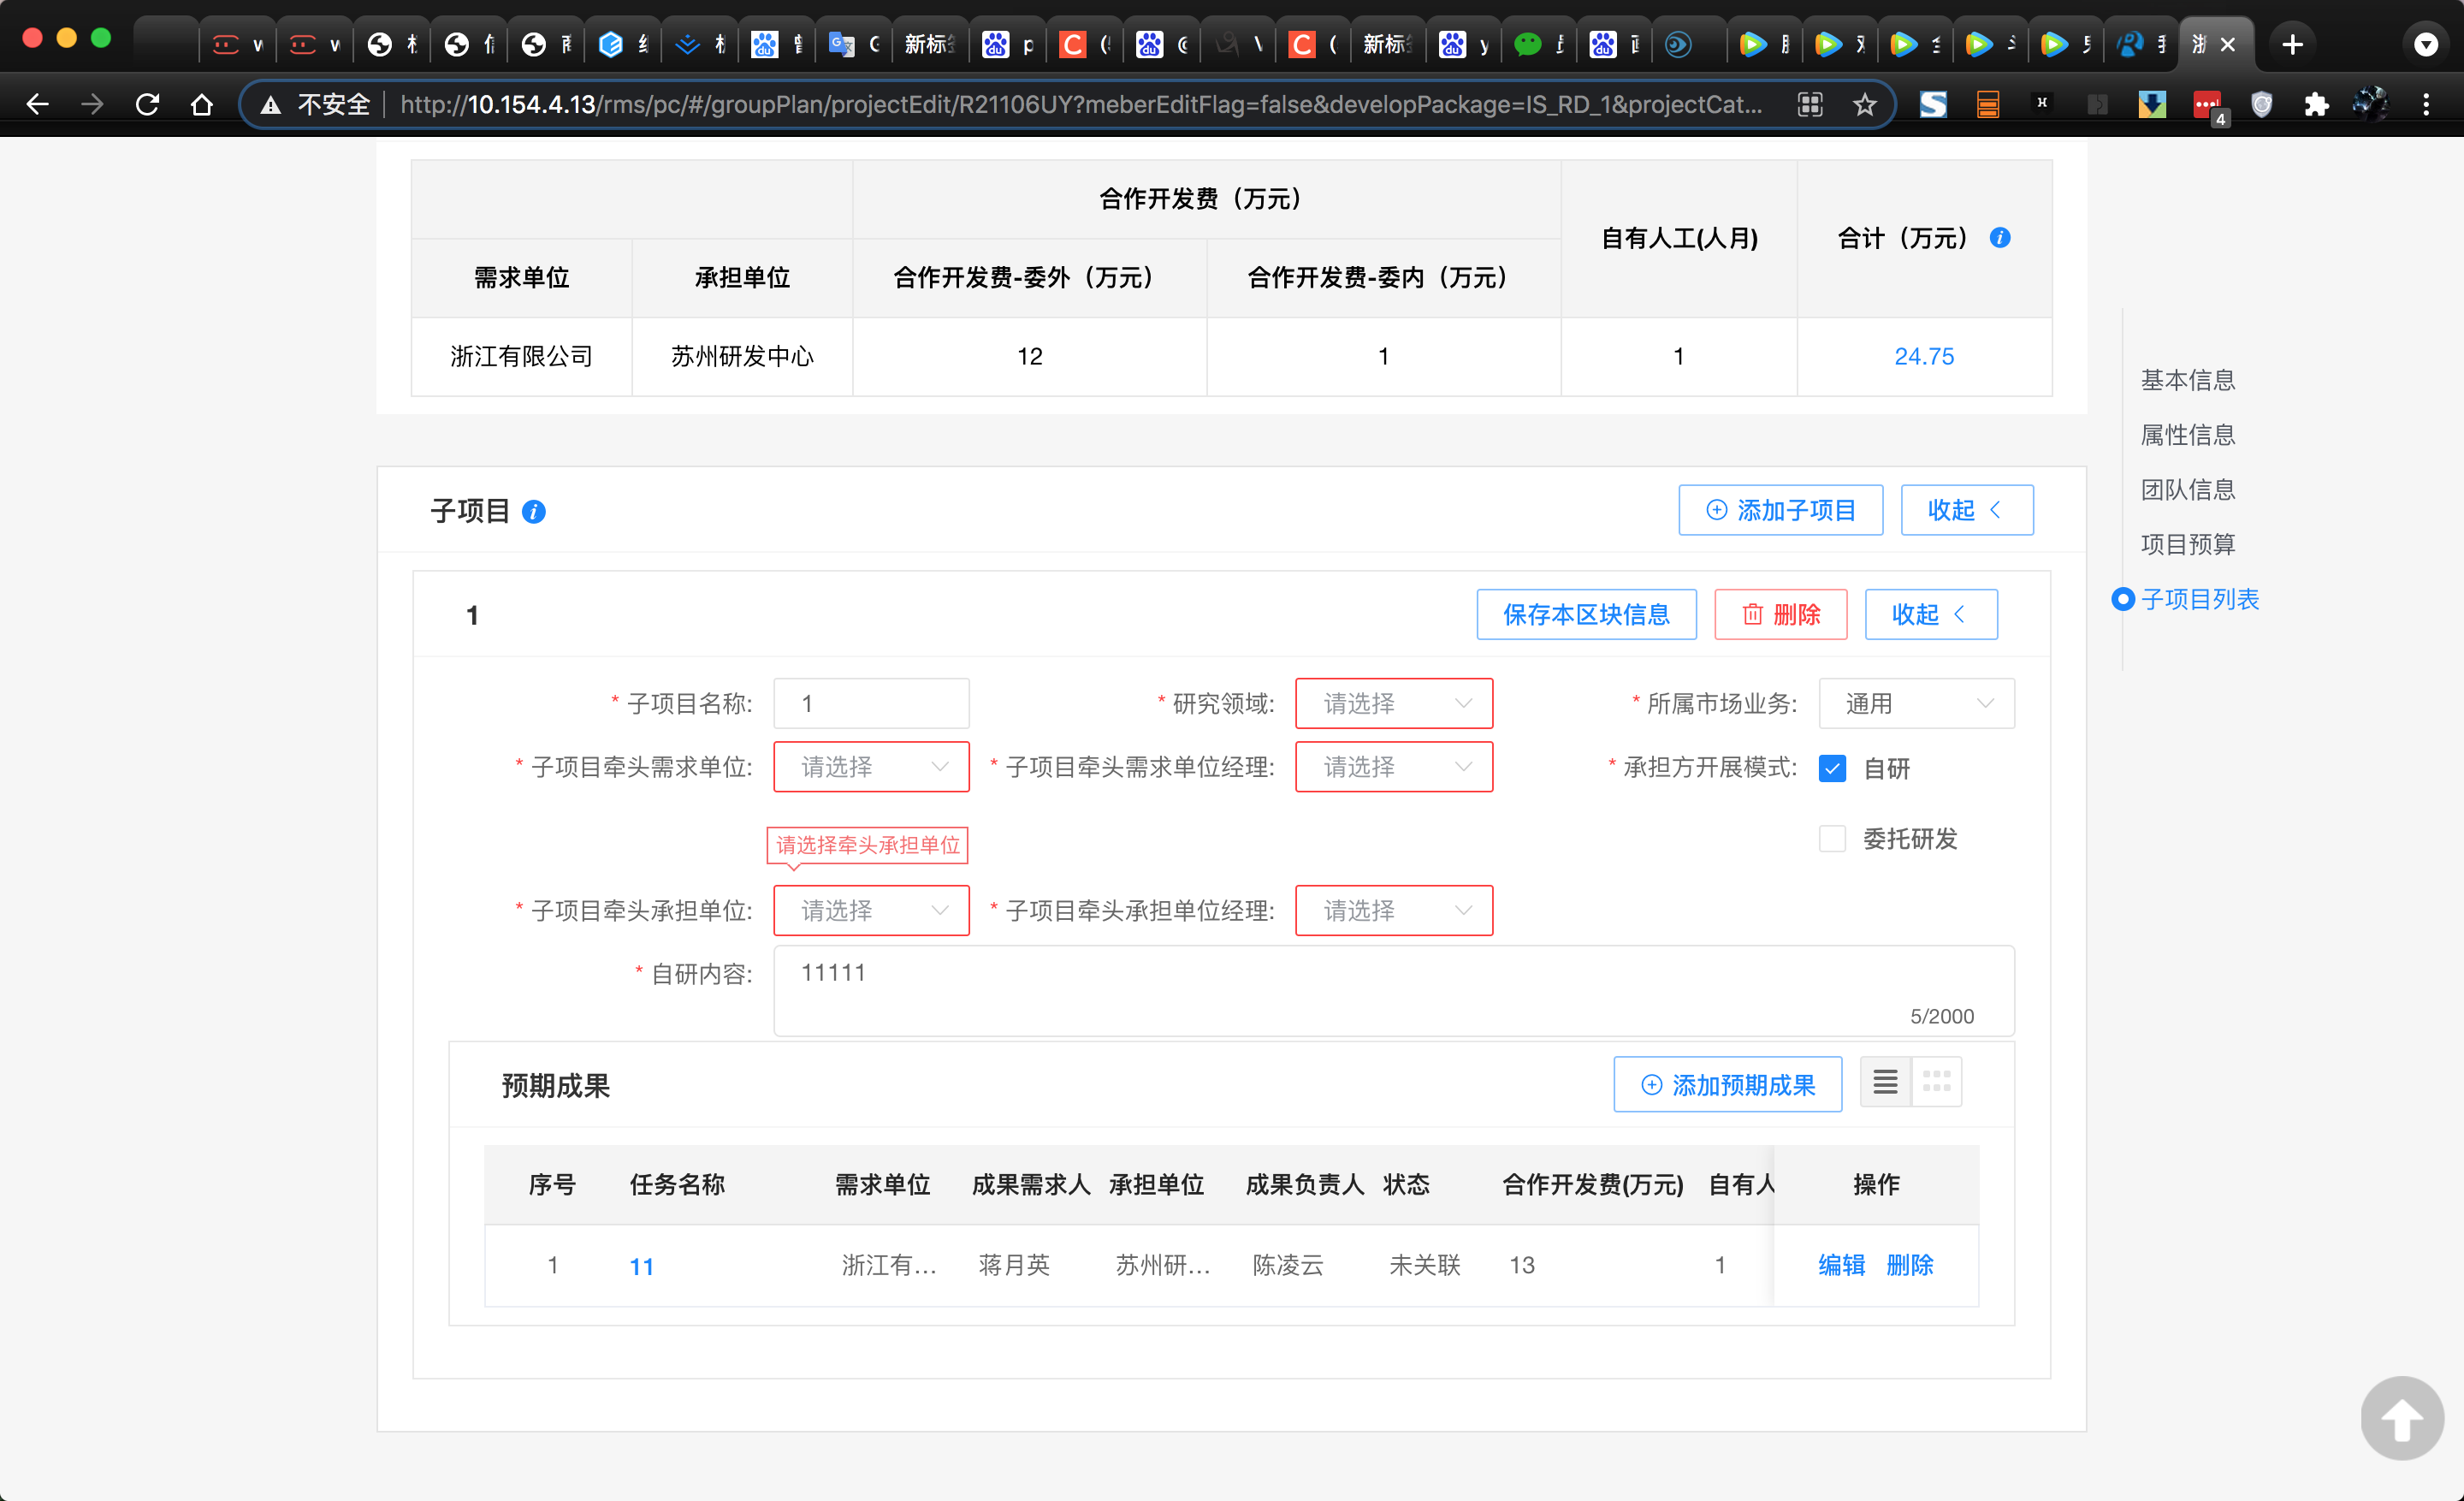 新标
新标
浙
不安全 http://10.154.4.13/rms/pc/#/groupPlan/projectEdit/R21106UY?meberEditFlag=false&developPackage=IS_RD_1&projectCat...
4
合作开发费（万元）
自有人工(人月)
合计（万元）
需求单位 承担单位 合作开发费-委外（万元） 合作开发费-委内（万元）
浙江有限公司 苏州研发中心 12 1 1 24.75
基本信息
属性信息
团队信息
项目预算
子项目列表
子项目 添加子项目 收起
1 保存本区块信息 删除 收起
* 子项目名称: 1 * 研究领域: 请选择 * 所属市场业务: 通用
* 子项目牵头需求单位: 请选择 * 子项目牵头需求单位经理: 请选择 * 承担方开展模式: 自研
委托研发
请选择牵头承担单位
* 子项目牵头承担单位: 请选择 * 子项目牵头承担单位经理: 请选择
* 自研内容: 11111
5/2000
预期成果 添加预期成果
序号 任务名称 需求单位 成果需求人 承担单位 成果负责人 状态 合作开发费(万元) 自有人 操作
1 11 浙江有... 蒋月英 苏州研... 陈凌云 未关联 13 1 编辑 删除